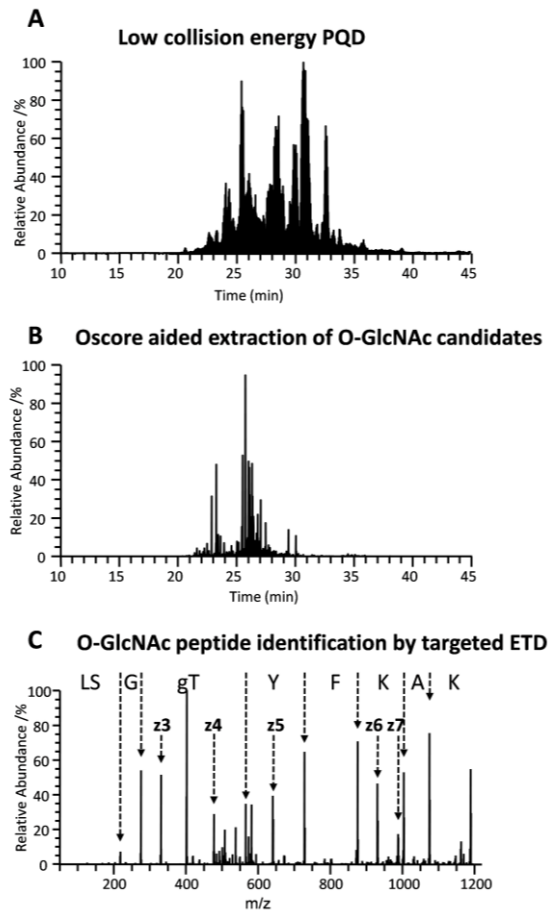 A
Low collision energy PQD
Relative Abundance /%
100
80
60
40
20
0
10 15 20 25 30 35 40 45
Time (min)
B
Oscore aided extraction of O-GlcNAc candidates
Relative Abundance /%
100
80
60
40
20
0
10 15 20 25 30 35 40 45
Time (min)
C
O-GlcNAc peptide identification by targeted ETD
LS G gT Y F K A K
z3 z4 z5 z6 z7
Relative Abundance /%
100
80
60
40
20
0
200 400 600 800 1000 1200
m/z